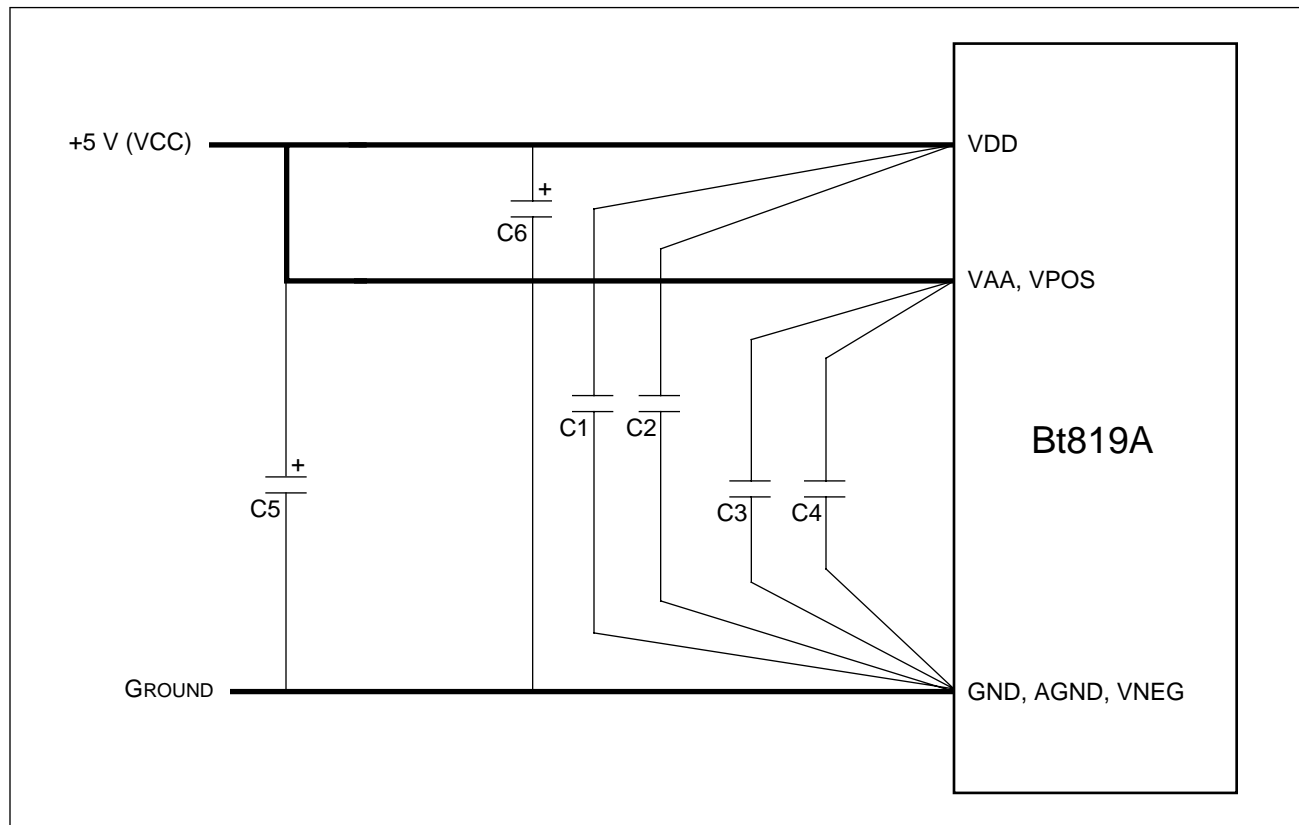 +5 V (VCC)
VDD
+
C6
VAA, VPOS
C1
C2
Bt819A
+
C5
C3
C4
GROUND
GND, AGND, VNEG